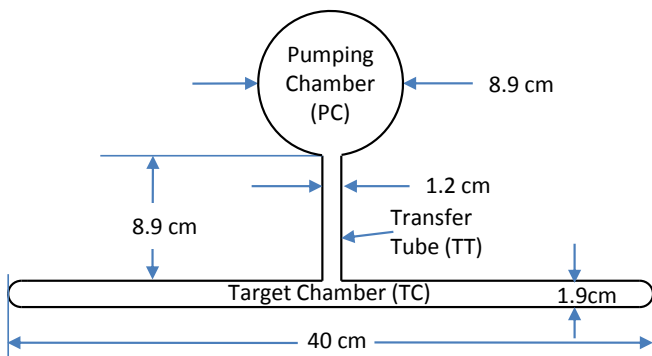 Pumping
Chamber
(PC)
8.9 cm
1.2 cm
8.9 cm
Transfer
Tube (TT)
Target Chamber (TC)
1.9cm
40 cm